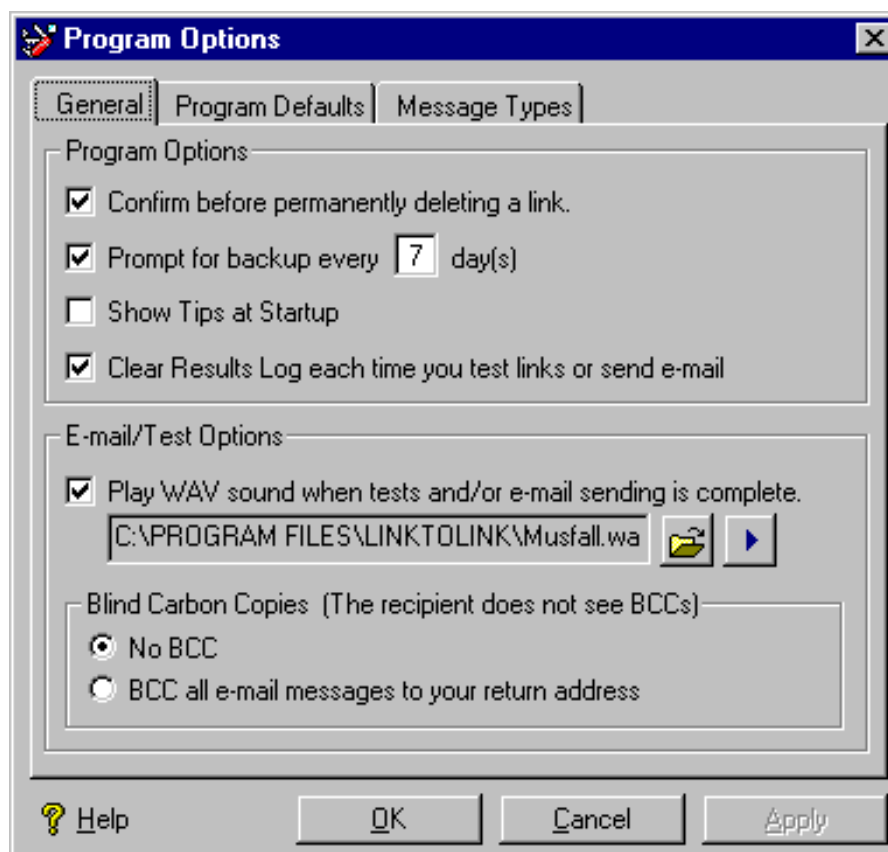 Program Options
General Program Defaults Message Types
Program Options
Confirm before permanently deleting a link.
Prompt for backup every 7 day(s)
Show Tips at Startup
Clear Results Log each time you test links or send e-mail
E-mail/Test Options
Play WAV sound when tests and/or e-mail sending is complete.
C:\PROGRAM FILES\LINKTOLINK\Musfall.wa
Blind Carbon Copies (The recipient does not see BCCs)
No BCC
BCC all e-mail messages to your return address
Help OK Cancel Apply